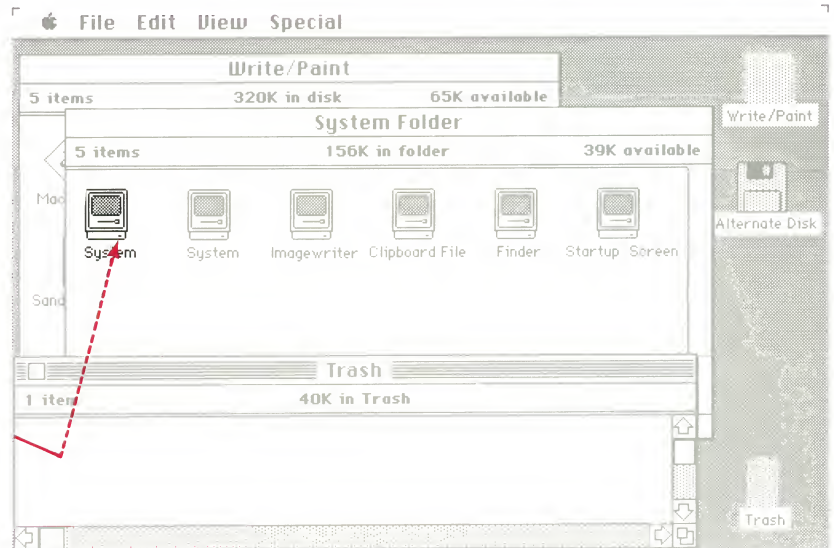 File Edit View Special
Write/Paint
5 items 320K in disk 65K available
System Folder
5 items 156K in folder 39K available
System System Imagewriter Clipboard File Finder Startup Screen
Write/Paint
Alternate Disk
Trash
1 item 40K in Trash
Trash